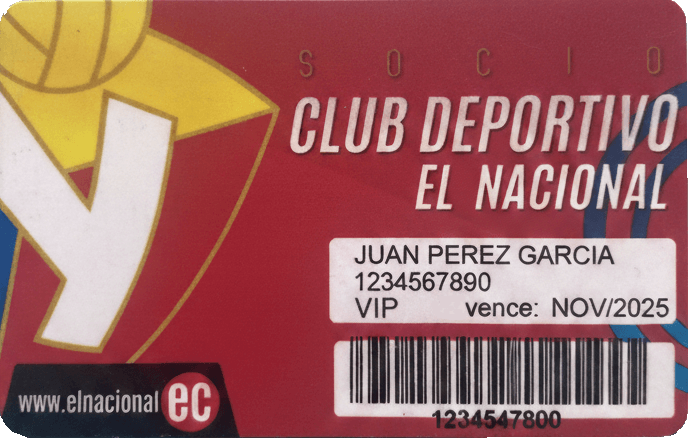 SOCIO
CLUB DEPORTIVO
EL NACIONAL
JUAN PEREZ GARCIA
1234567890
VIP vence: NOV/2025
1234547800
www.elnacional ec